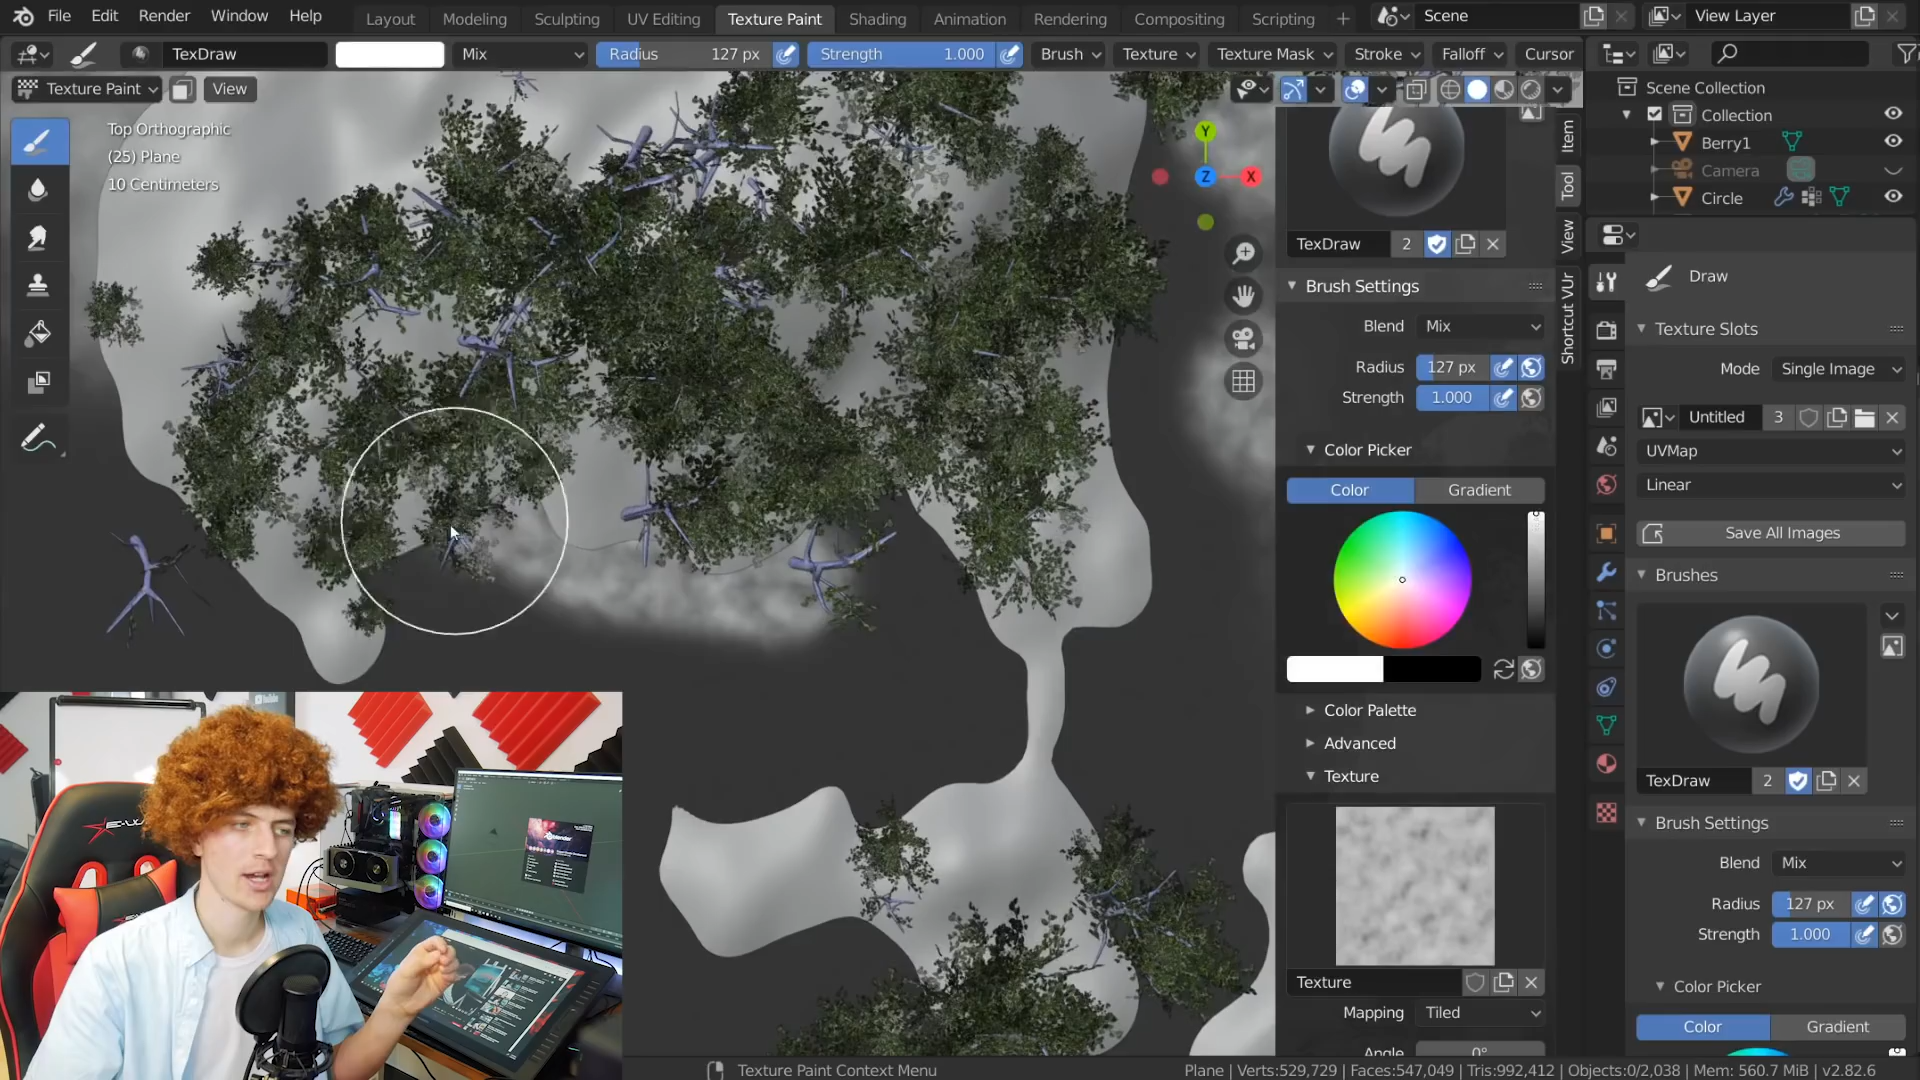 File Edit Render Window Help Layout Modeling Sculpting UV Editing Texture Paint Shading Animation Rendering Compositing Scripting + Scene View Layer
TexDraw Mix Radius 127 px Strength 1.000 Brush Texture Texture Mask Stroke Falloff Cursor
Texture Paint View
Top Orthographic
(25) Plane
10 Centimeters
Y
Z
X
Item
Tool
View
Shortcut VUr
TexDraw 2
Brush Settings
Blend Mix
Radius 127 px
Strength 1.000
Color Picker
Color Gradient
Color Palette
Advanced
Texture
Texture
Mapping Tiled
Angle 0°
Scene Collection
Collection
Berry1
Camera
Circle
Draw
Texture Slots
Mode Single Image
Untitled 3
UVMap
Linear
Save All Images
Brushes
TexDraw 2
Brush Settings
Blend Mix
Radius 127 px
Strength 1.000
Color Picker
Color Gradient
Texture Paint Context Menu
Plane | Verts:529,729 | Faces:547,049 | Tris:992,412 | Objects:0/2,038 | Mem: 560.7 MiB | v2.82.6